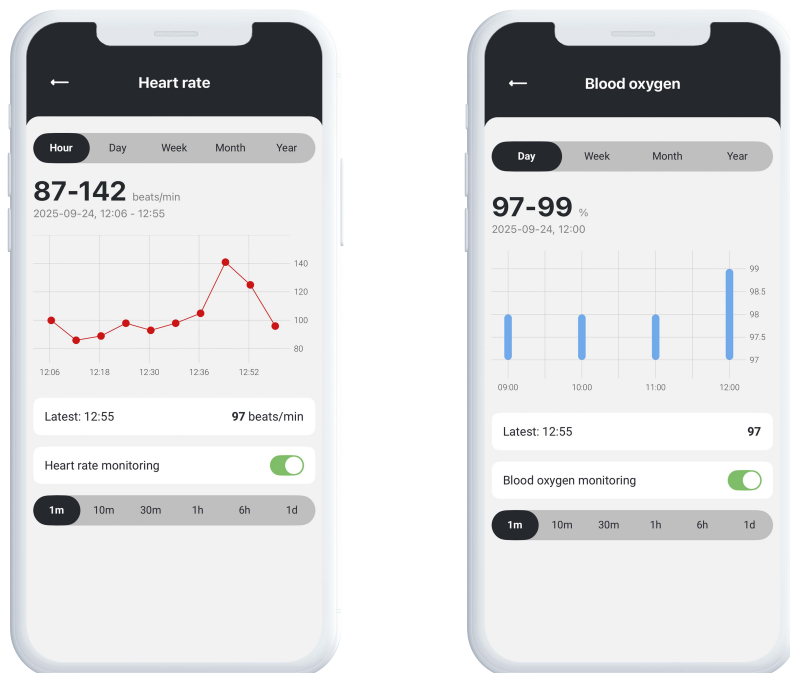 Heart rate
Hour Day Week Month Year
87-142 beats/min
2025-09-24, 12:06 - 12:55
140
120
100
80
12:06 12:18 12:30 12:36 12:52
Latest: 12:55 97 beats/min
Heart rate monitoring
1m 10m 30m 1h 6h 1d
Blood oxygen
Day Week Month Year
97-99 %
2025-09-24, 12:00
99
98.5
98
97.5
97
09:00 10:00 11:00 12:00
Latest: 12:55 97
Blood oxygen monitoring
1m 10m 30m 1h 6h 1d